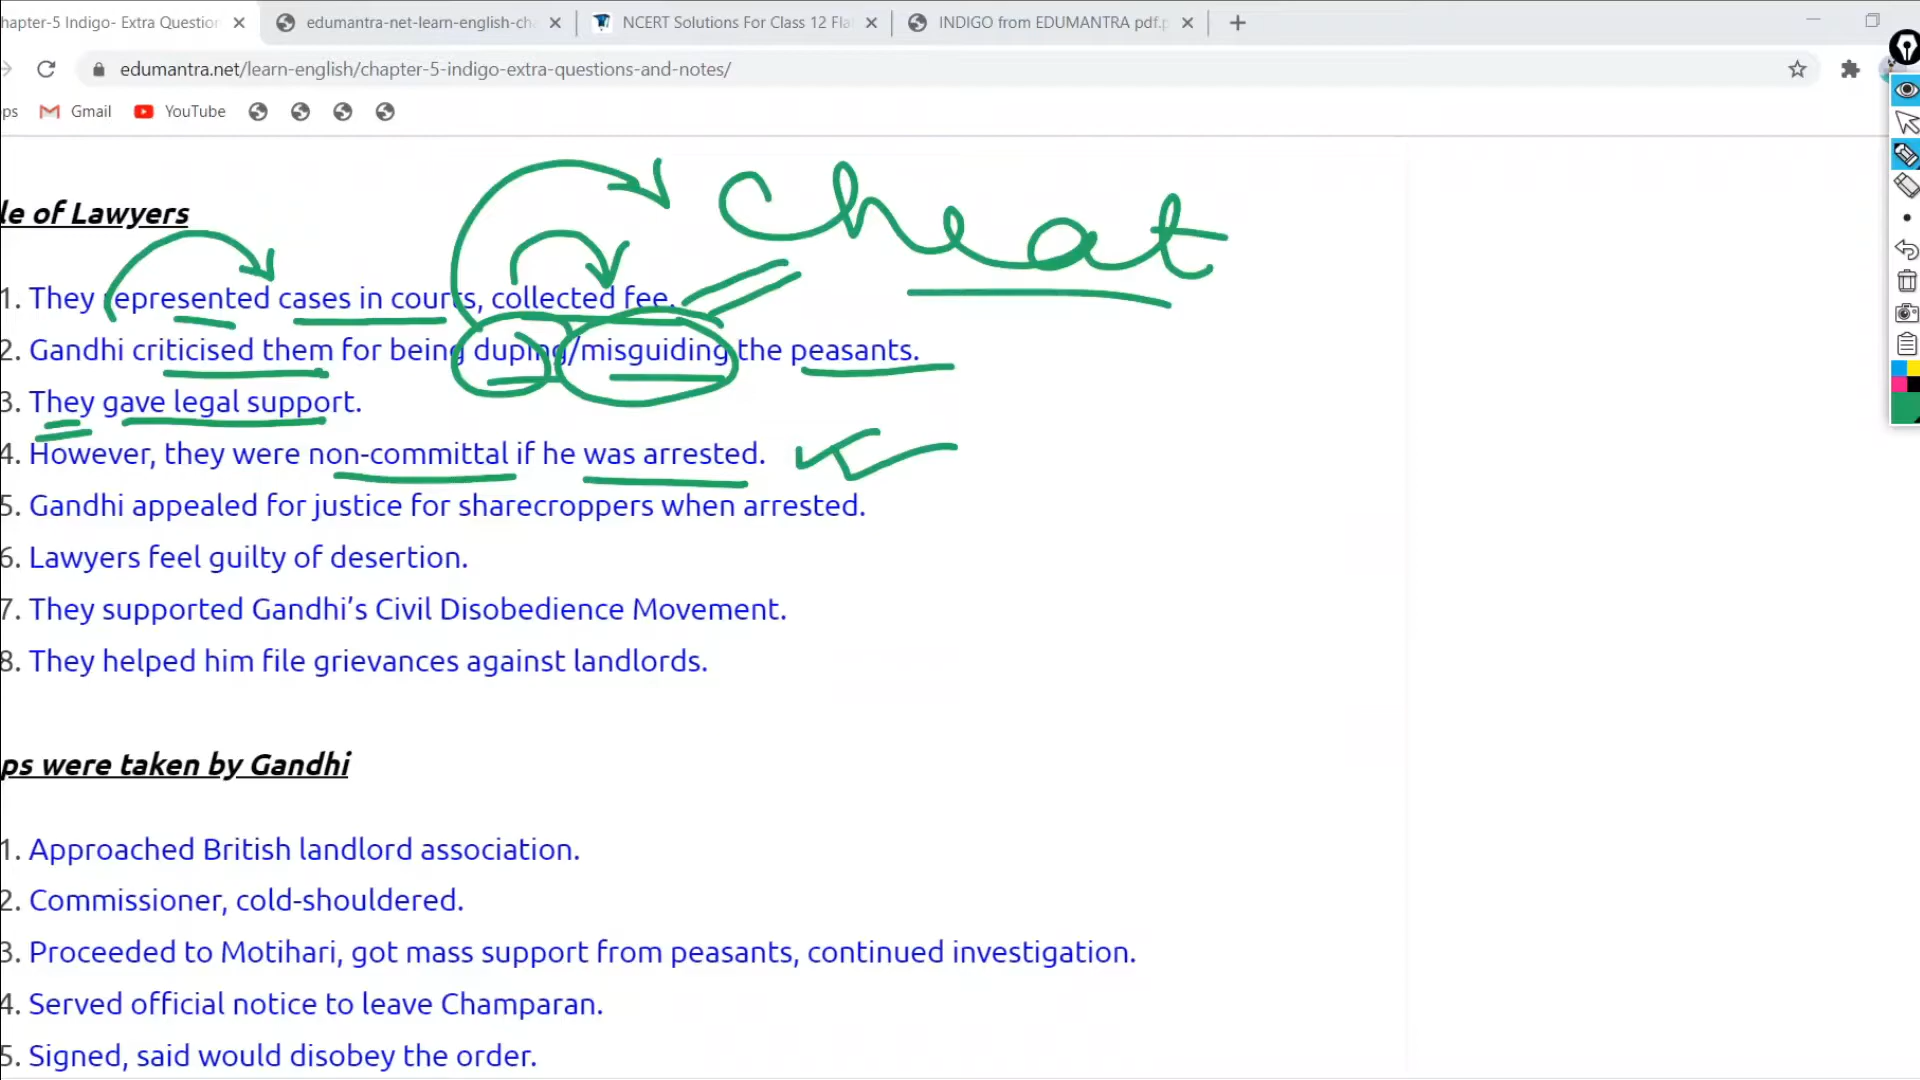 hapter-5 Indigo- Extra Question
edumantra-net-learn-english-ch
NCERT Solutions For Class 12 Fla
INDIGO from EDUMANTRA pdf.p
edumantra.net/learn-english/chapter-5-indigo-extra-questions-and-notes/
ps
Gmail
YouTube
cheat
le of Lawyers
1. They represented cases in courts, collected fee.
2. Gandhi criticised them for being duping/misguiding the peasants.
3. They gave legal support.
4. However, they were non-committal if he was arrested.
5. Gandhi appealed for justice for sharecroppers when arrested.
6. Lawyers feel guilty of desertion.
7. They supported Gandhi’s Civil Disobedience Movement.
8. They helped him file grievances against landlords.
ps were taken by Gandhi
1. Approached British landlord association.
2. Commissioner, cold-shouldered.
3. Proceeded to Motihari, got mass support from peasants, continued investigation.
4. Served official notice to leave Champaran.
5. Signed, said would disobey the order.